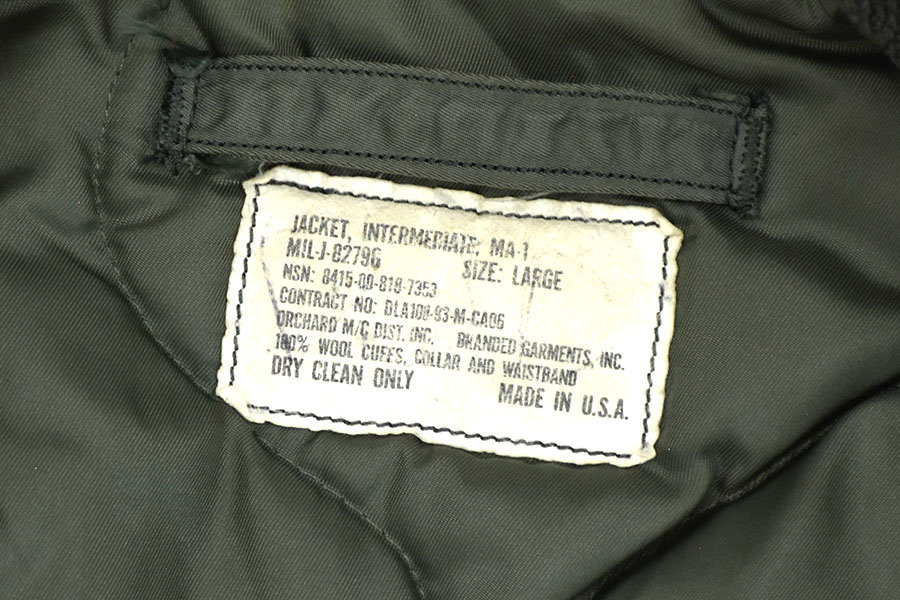 JACKET, INTERMEDIATE; MA-1
MIL-J-8279G SIZE: LARGE
NSN: 8415-00-818-7353
CONTRACT NO: DLA100-93-M-CA06
ORCHARD M/C DIST. INC. BRANDED GARMENTS, INC.
100% WOOL CUFFS, COLLAR AND WAISTBAND
DRY CLEAN ONLY MADE IN U.S.A.